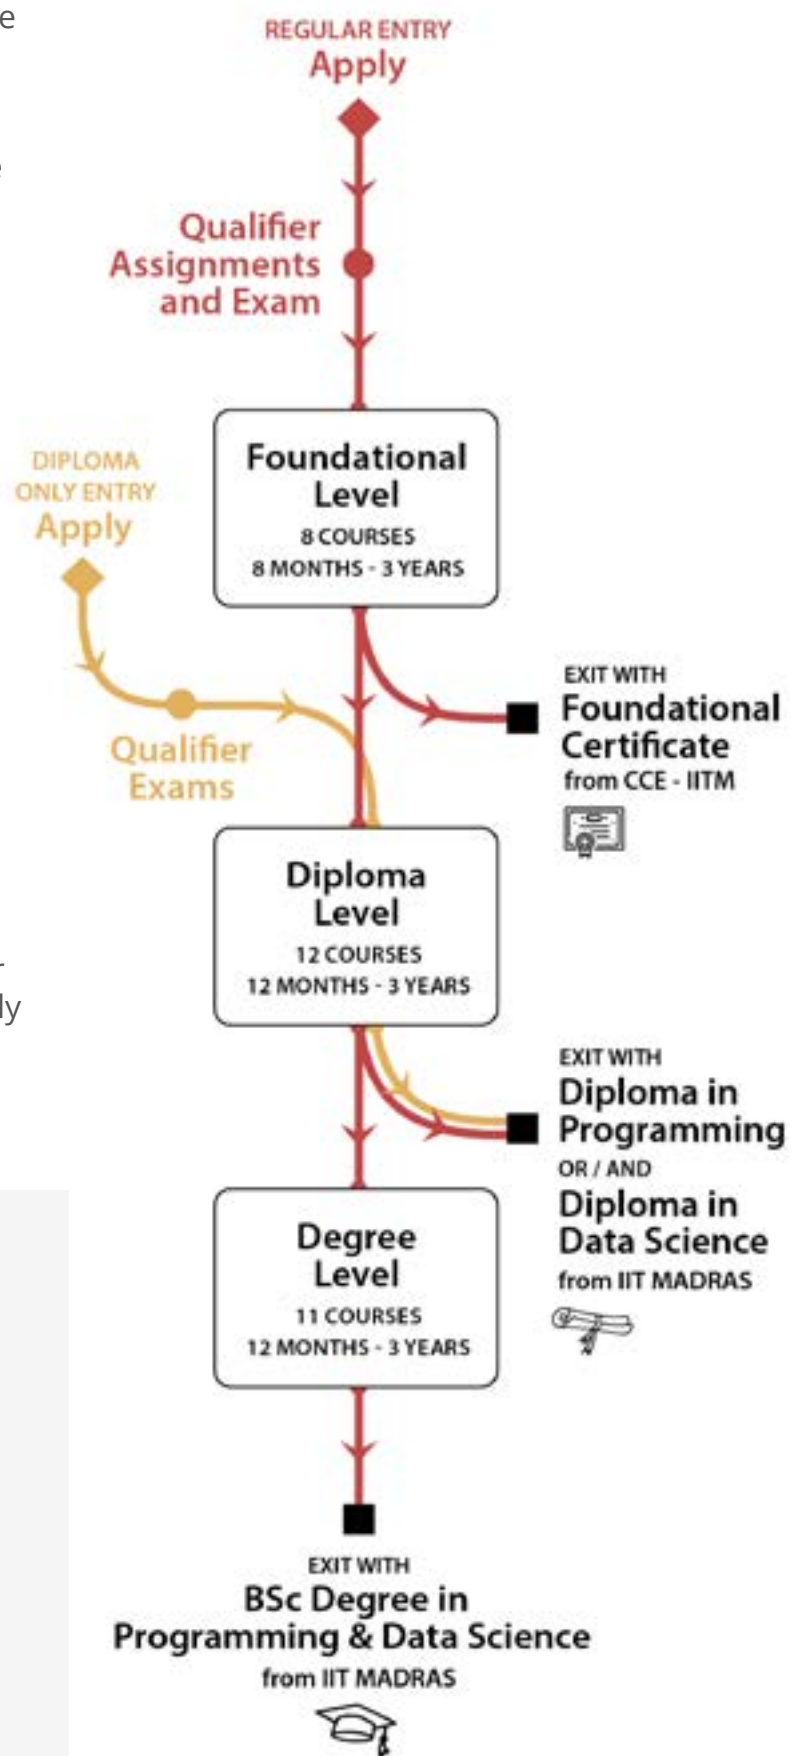 e
REGULAR ENTRY
Apply
e
Qualifier
Assignments
and Exam
Foundational
Level
8 COURSES
8 MONTHS - 3 YEARS
DIPLOMA
ONLY ENTRY
Apply
Qualifier
Exams
EXIT WITH
Foundational
Certificate
from CCE - IITM
Diploma
Level
12 COURSES
12 MONTHS - 3 YEARS
r
ly
EXIT WITH
Diploma in
Programming
OR / AND
Diploma in
Data Science
from IIT MADRAS
Degree
Level
11 COURSES
12 MONTHS - 3 YEARS
EXIT WITH
BSc Degree in
Programming & Data Science
from IIT MADRAS